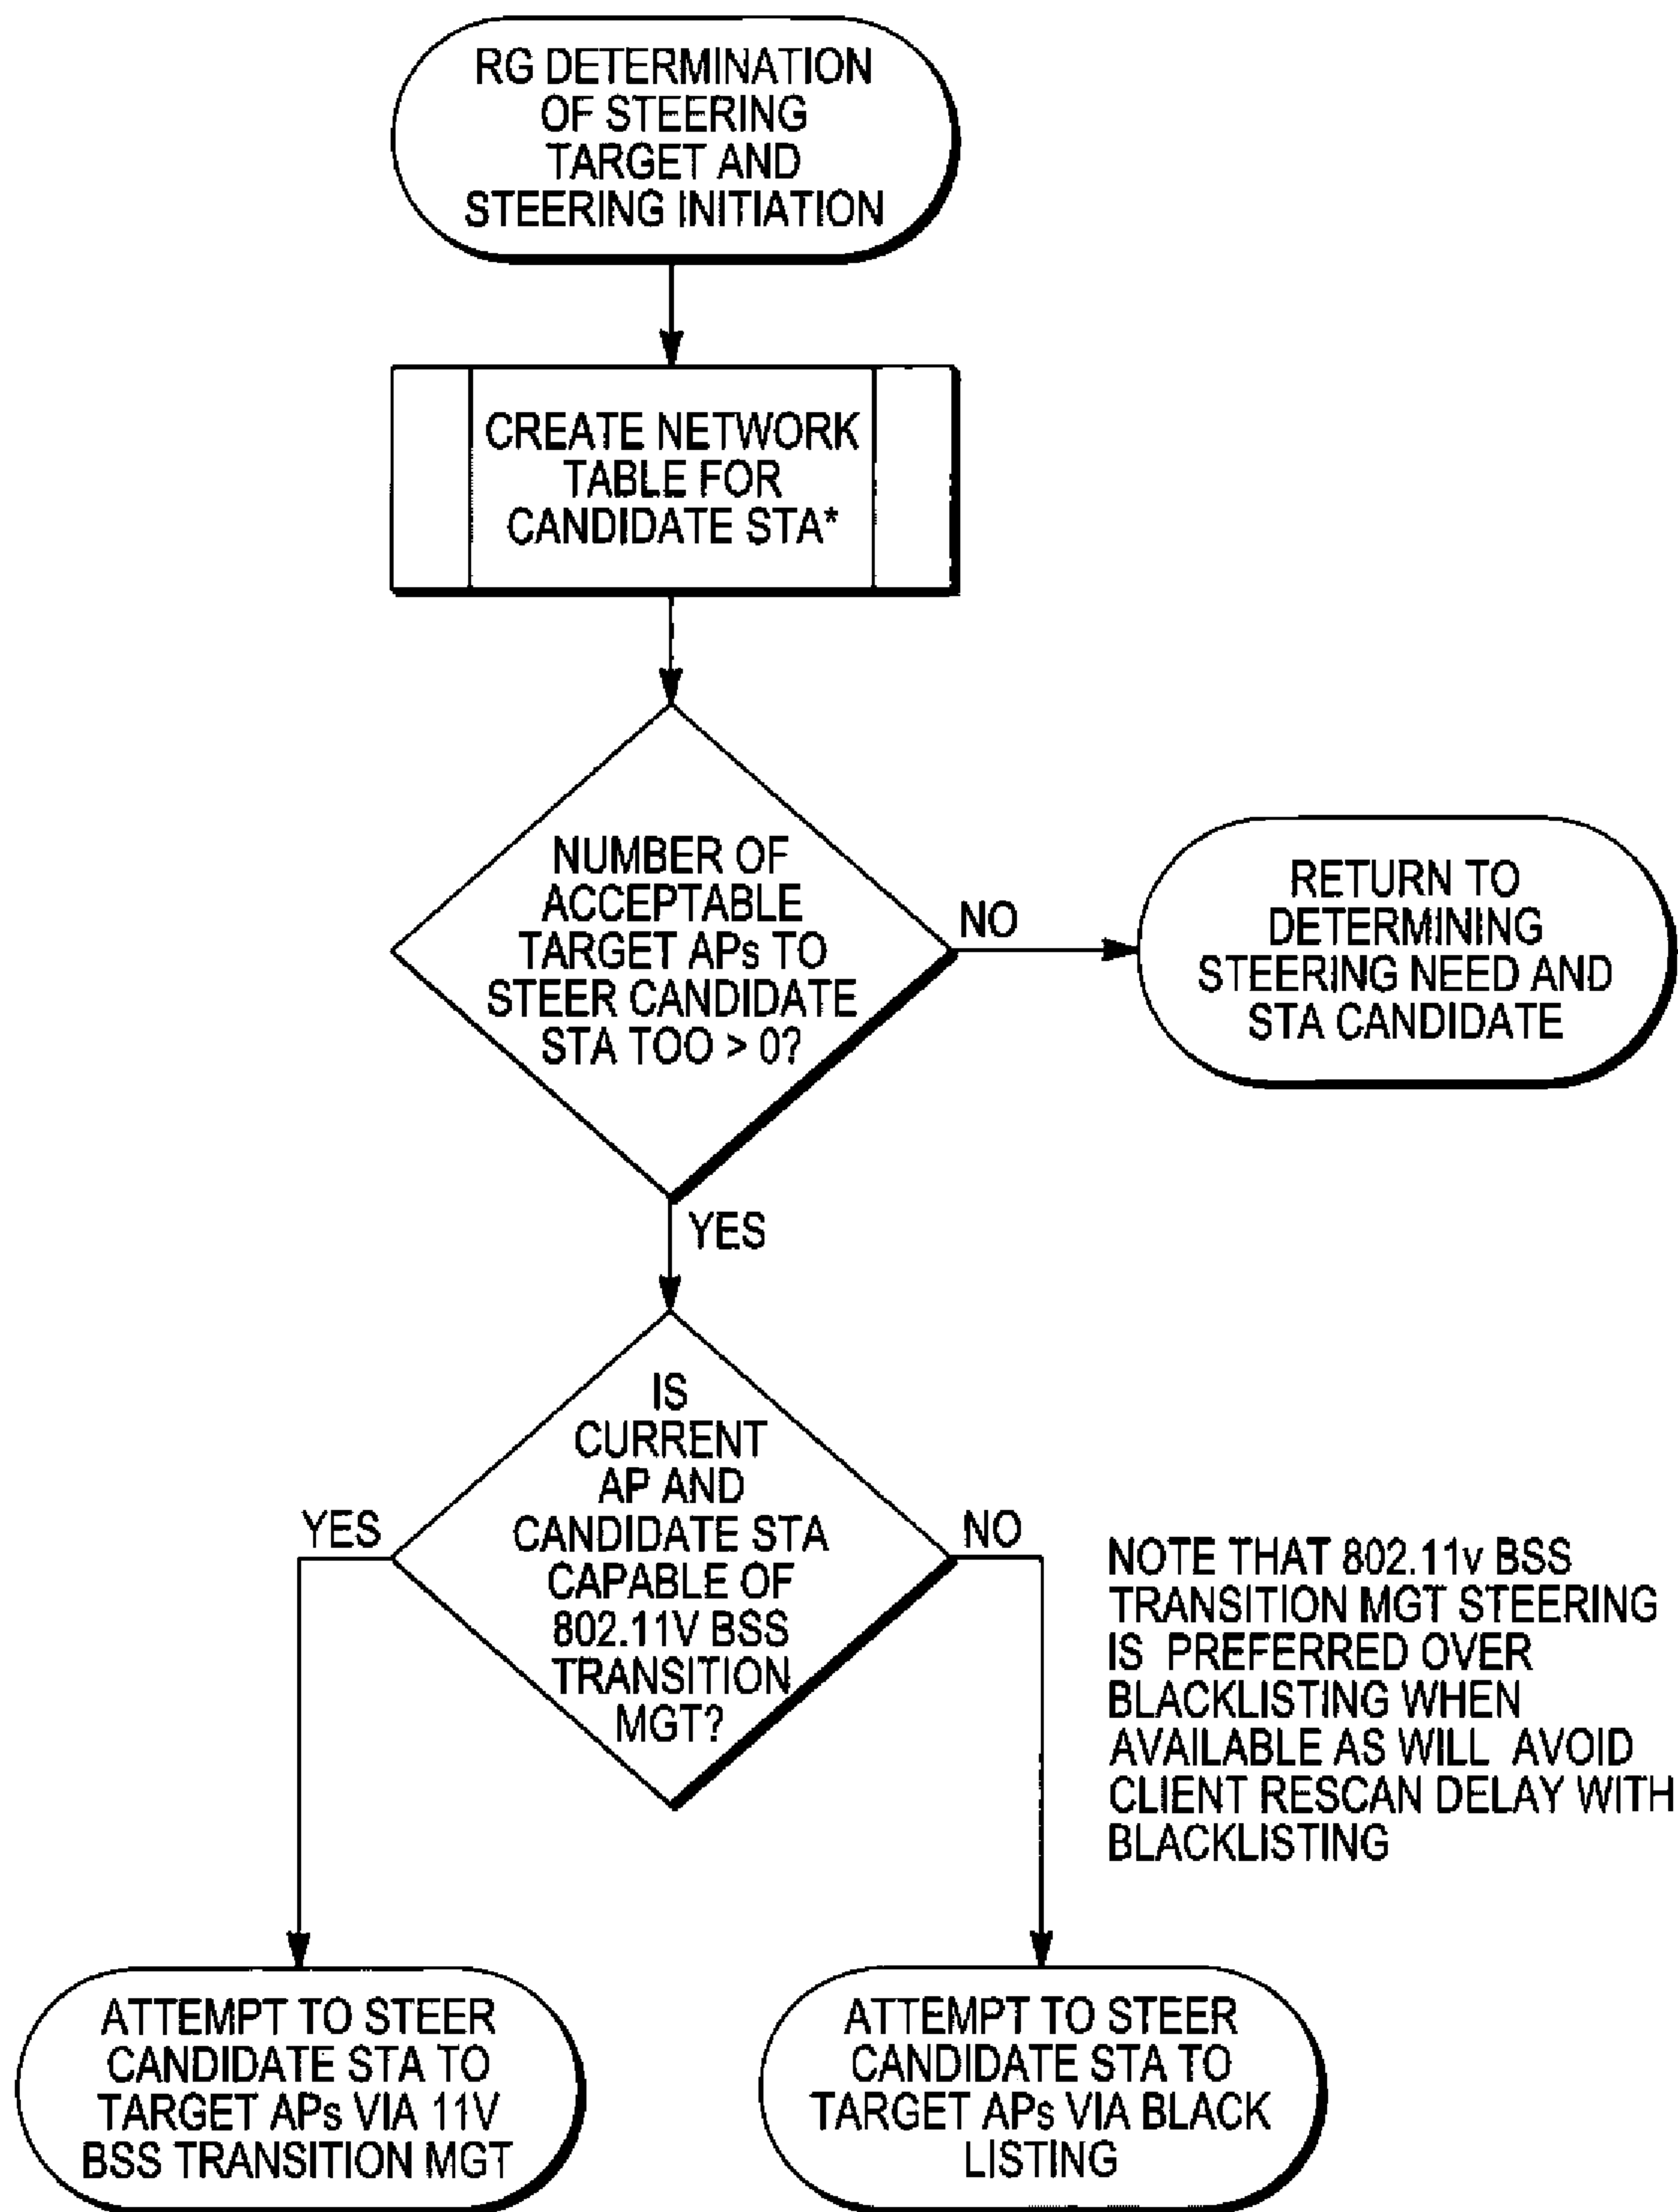 RG DETERMINATION
OF STEERING
TARGET AND
STEERING INITIATION
CREATE NETWORK
TABLE FOR
CANDIDATE STA*
NUMBER OF
ACCEPTABLE
TARGET APs TO
STEER CANDIDATE
STA TOO > 0?
NO
RETURN TO
DETERMINING
STEERING NEED AND
STA CANDIDATE
YES
IS
CURRENT
AP AND
CANDIDATE STA
CAPABLE OF
802.11V BSS
TRANSITION
MGT?
YES
NO
NOTE THAT 802.11v BSS
TRANSITION MGT STEERING
IS PREFERRED OVER
BLACKLISTING WHEN
AVAILABLE AS WILL AVOID
CLIENT RESCAN DELAY WITH
BLACKLISTING
ATTEMPT TO STEER
CANDIDATE STA TO
TARGET APs VIA 11V
BSS TRANSITION MGT
ATTEMPT TO STEER
CANDIDATE STA TO
TARGET APs VIA BLACK
LISTING